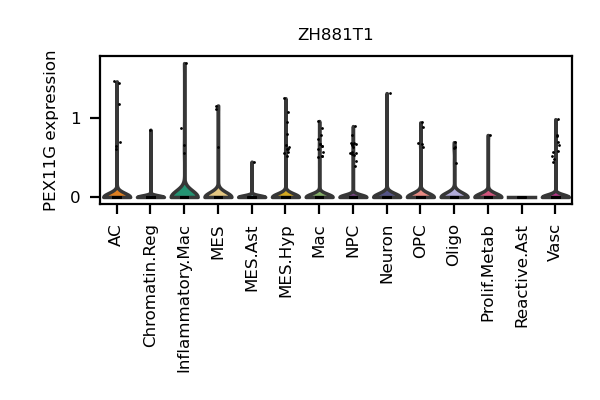 ZH881T1
PEX11G expression
1
0
AC
Chromatin.Reg
Inflammatory.Mac
MES
MES.Ast
MES.Hyp
Mac
NPC
Neuron
OPC
Oligo
Prolif.Metab
Reactive.Ast
Vasc